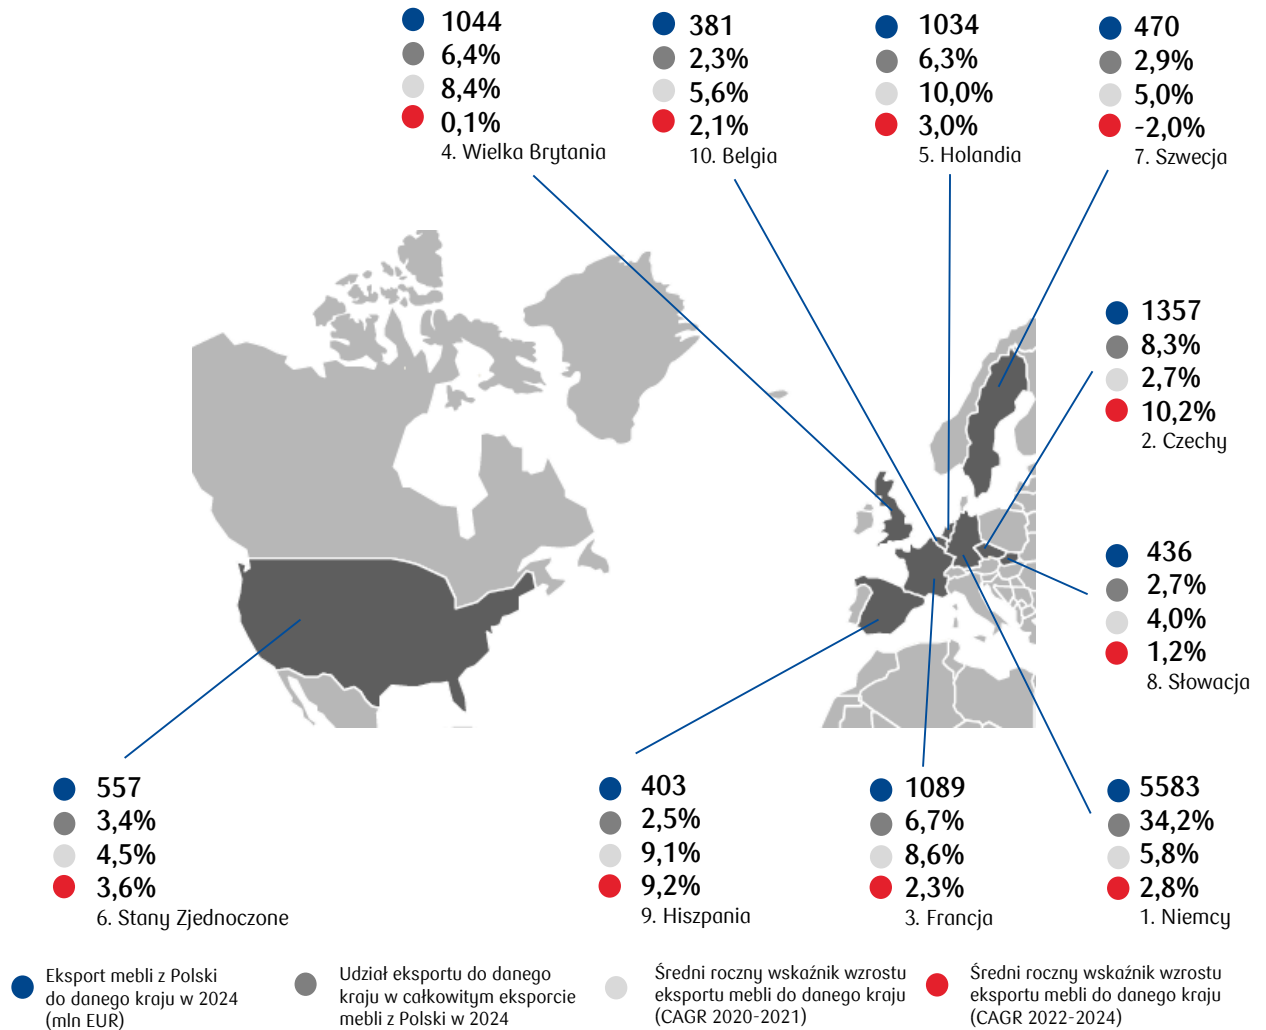 1044
6,4%
8,4%
0,1%
4. Wielka Brytania
381
2,3%
5,6%
2,1%
10. Belgia
1034
6,3%
10,0%
3,0%
5. Holandia
470
2,9%
5,0%
-2,0%
7. Szwecja
1357
8,3%
2,7%
10,2%
2. Czechy
436
2,7%
4,0%
1,2%
8. Słowacja
557
3,4%
4,5%
3,6%
6. Stany Zjednoczone
403
2,5%
9,1%
9,2%
9. Hiszpania
1089
6,7%
8,6%
2,3%
3. Francja
5583
34,2%
5,8%
2,8%
1. Niemcy
Eksport mebli z Polski
do danego kraju w 2024
(mln EUR)
Udział eksportu do danego
kraju w całkowitym eksporcie
mebli z Polski w 2024
Średni roczny wskaźnik wzrostu
eksportu mebli do danego kraju
(CAGR 2020-2021)
Średni roczny wskaźnik wzrostu
eksportu mebli do danego kraju
(CAGR 2022-2024)